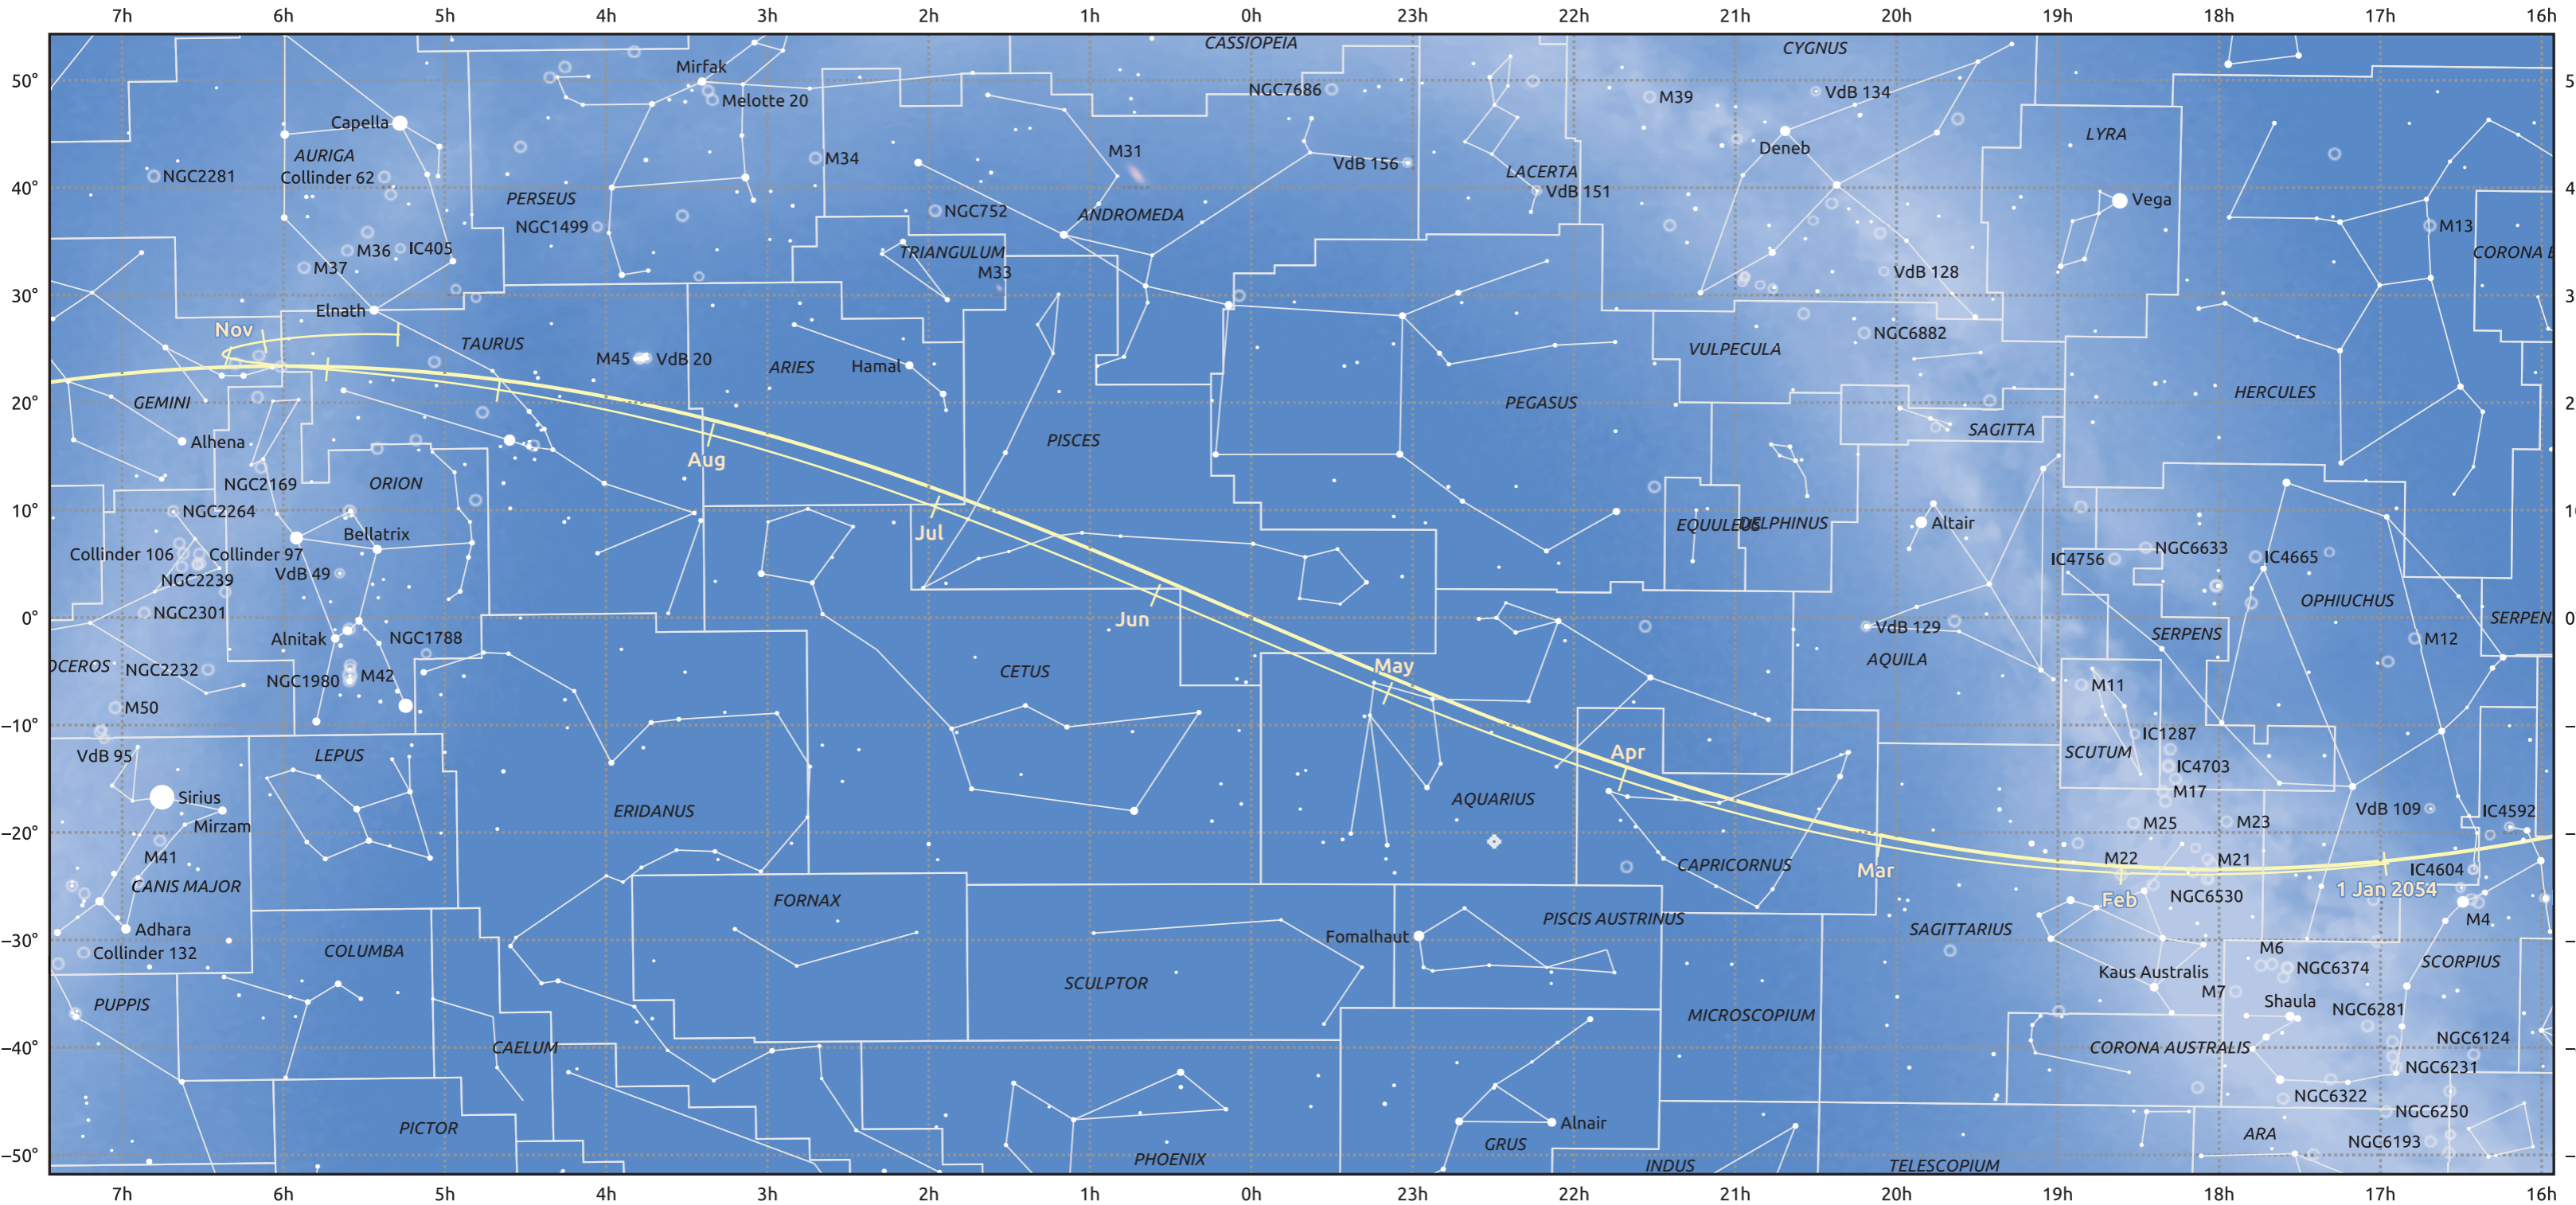 7h 6h 5h 4h 3h 2h 1h 0h 23h 22h 21h 20h 19h 18h 17h 16h
CASSIOPEIA
CYGNUS
Mirfak
50°
5
NGC7686
VdB 134
M39
Melotte 20
Capella
LYRA
Deneb
AURIGA
M31
M34
VdB 156
LACERTA
NGC2281
Collinder 62
40°
4
VdB 151
PERSEUS
Vega
NGC752
ANDROMEDA
NGC1499
M13
M36
IC405
TRIANGULUM
CORONA B
M37
M33
VdB 128
30°
3
Elnath
Nov
NGC6882
TAURUS
VULPECULA
M45
VdB 20
ARIES
Hamal
HERCULES
20°
2
GEMINI
PEGASUS
SAGITTA
Alhena
PISCES
Aug
NGC2169
ORION
10°
10
NGC2264
EQUULEUS
DELPHINUS
Altair
Jul
Bellatrix
NGC6633
Collinder 106
Collinder 97
IC4756
IC4665
VdB 49
NGC2239
OPHIUCHUS
NGC2301
Jun
0°
0
SERPEN
VdB 129
SERPENS
Alnitak
NGC1788
M12
OCEROS
NGC2232
May
AQUILA
CETUS
NGC1980
M42
M11
M50
−10°
−
IC1287
VdB 95
LEPUS
Apr
SCUTUM
IC4703
Sirius
M17
AQUARIUS
ERIDANUS
VdB 109
IC4592
Mirzam
M25
M23
−20°
−
M41
M22
M21
CAPRICORNUS
Mar
IC4604
CANIS MAJOR
1 Jan 2054
NGC6530
Feb
FORNAX
M4
PISCIS AUSTRINUS
Adhara
SAGITTARIUS
Fomalhaut
−30°
−
M6
COLUMBA
Collinder 132
SCORPIUS
NGC6374
Kaus Australis
SCULPTOR
M7
Shaula
PUPPIS
NGC6281
MICROSCOPIUM
NGC6124
−40°
−
CAELUM
CORONA AUSTRALIS
NGC6231
NGC6322
NGC6250
Alnair
PICTOR
ARA
NGC6193
GRUS
−50°
−
PHOENIX
INDUS
TELESCOPIUM
7h 6h 5h 4h 3h 2h 1h 0h 23h 22h 21h 20h 19h 18h 17h 16h